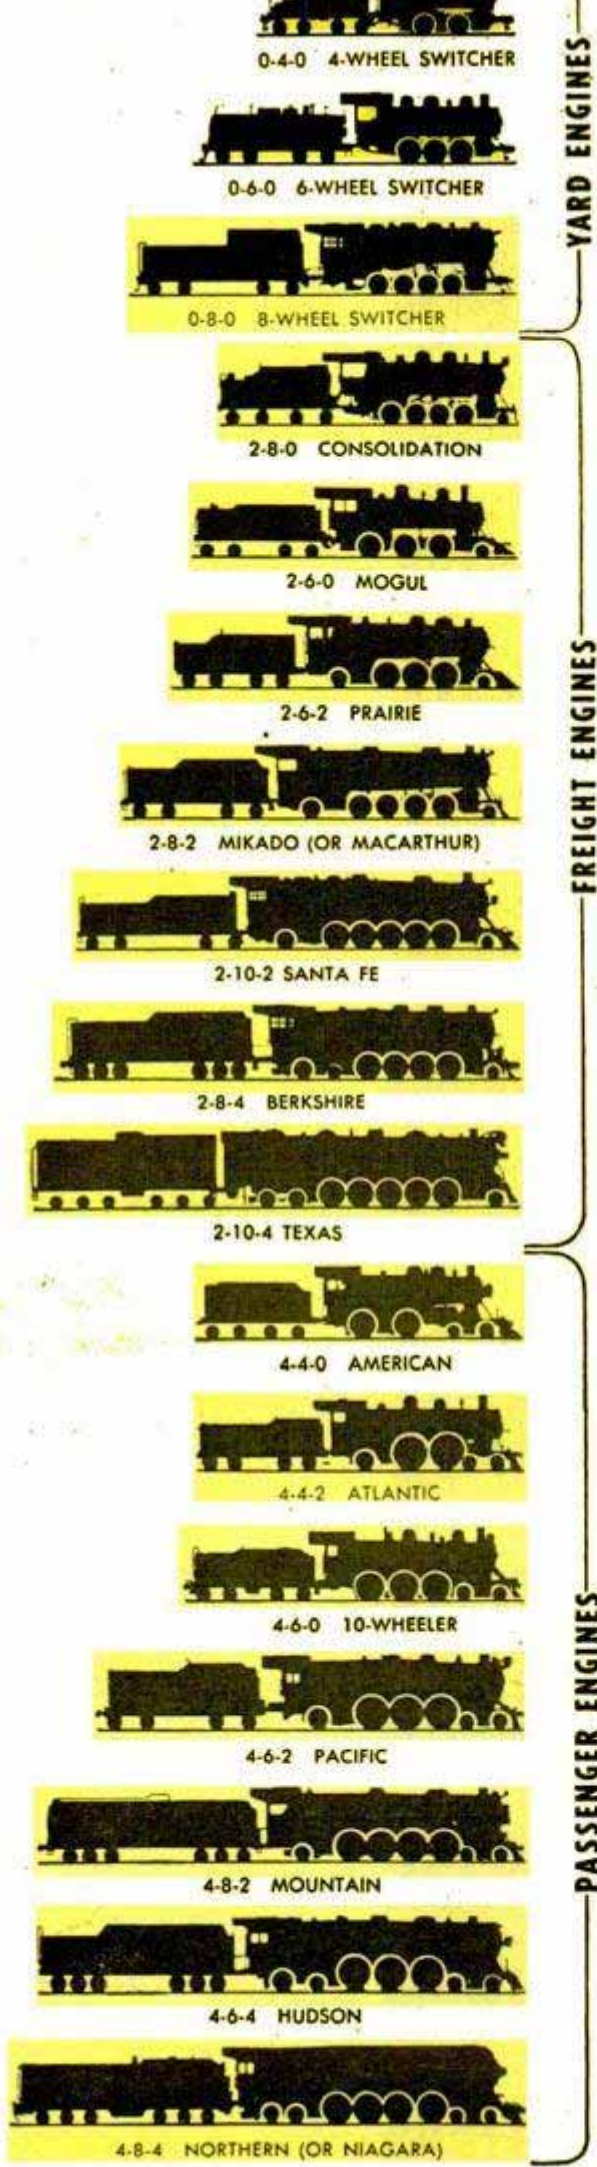 0-4-0 4-WHEEL SWITCHER
0-6-0 6-WHEEL SWITCHER
0-8-0 8-WHEEL SWITCHER
YARD ENGINES
2-8-0 CONSOLIDATION
2-6-0 MOGUL
2-6-2 PRAIRIE
2-8-2 MIKADO (OR MACARTHUR)
2-10-2 SANTA FE
2-8-4 BERKSHIRE
2-10-4 TEXAS
FREIGHT ENGINES
4-4-0 AMERICAN
4-4-2 ATLANTIC
4-6-0 10-WHEELER
4-6-2 PACIFIC
4-8-2 MOUNTAIN
4-6-4 HUDSON
4-8-4 NORTHERN (OR NIAGARA)
PASSENGER ENGINES